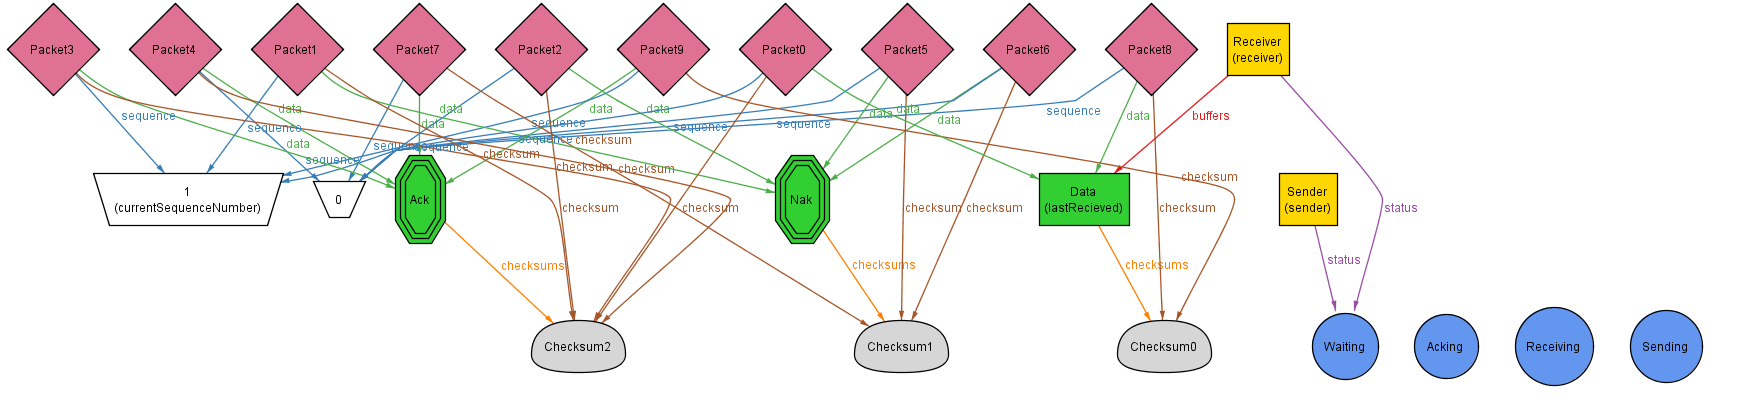 Packet3
Packet4
Packet1
Packet7
Packet2
Packet9
Packet0
Packet5
Packet6
Packet8
Receiver
(receiver)
data
data
data
data
data
data
data
sequence
buffers
sequence
sequence
data
sequence
sequence
sequence
data
checksum
sequence
data
sequence
sequence
sequence
checksum
checksum
checksum
checksum
1
(currentSequenceNumber)
0
Ack
Nak
Data
(lastRecieved)
Sender
(sender)
checksum
checksum
checksum
checksum
checksum
status
checksums
checksums
checksums
status
Checksum2
Checksum1
Checksum0
Waiting
Acking
Receiving
Sending